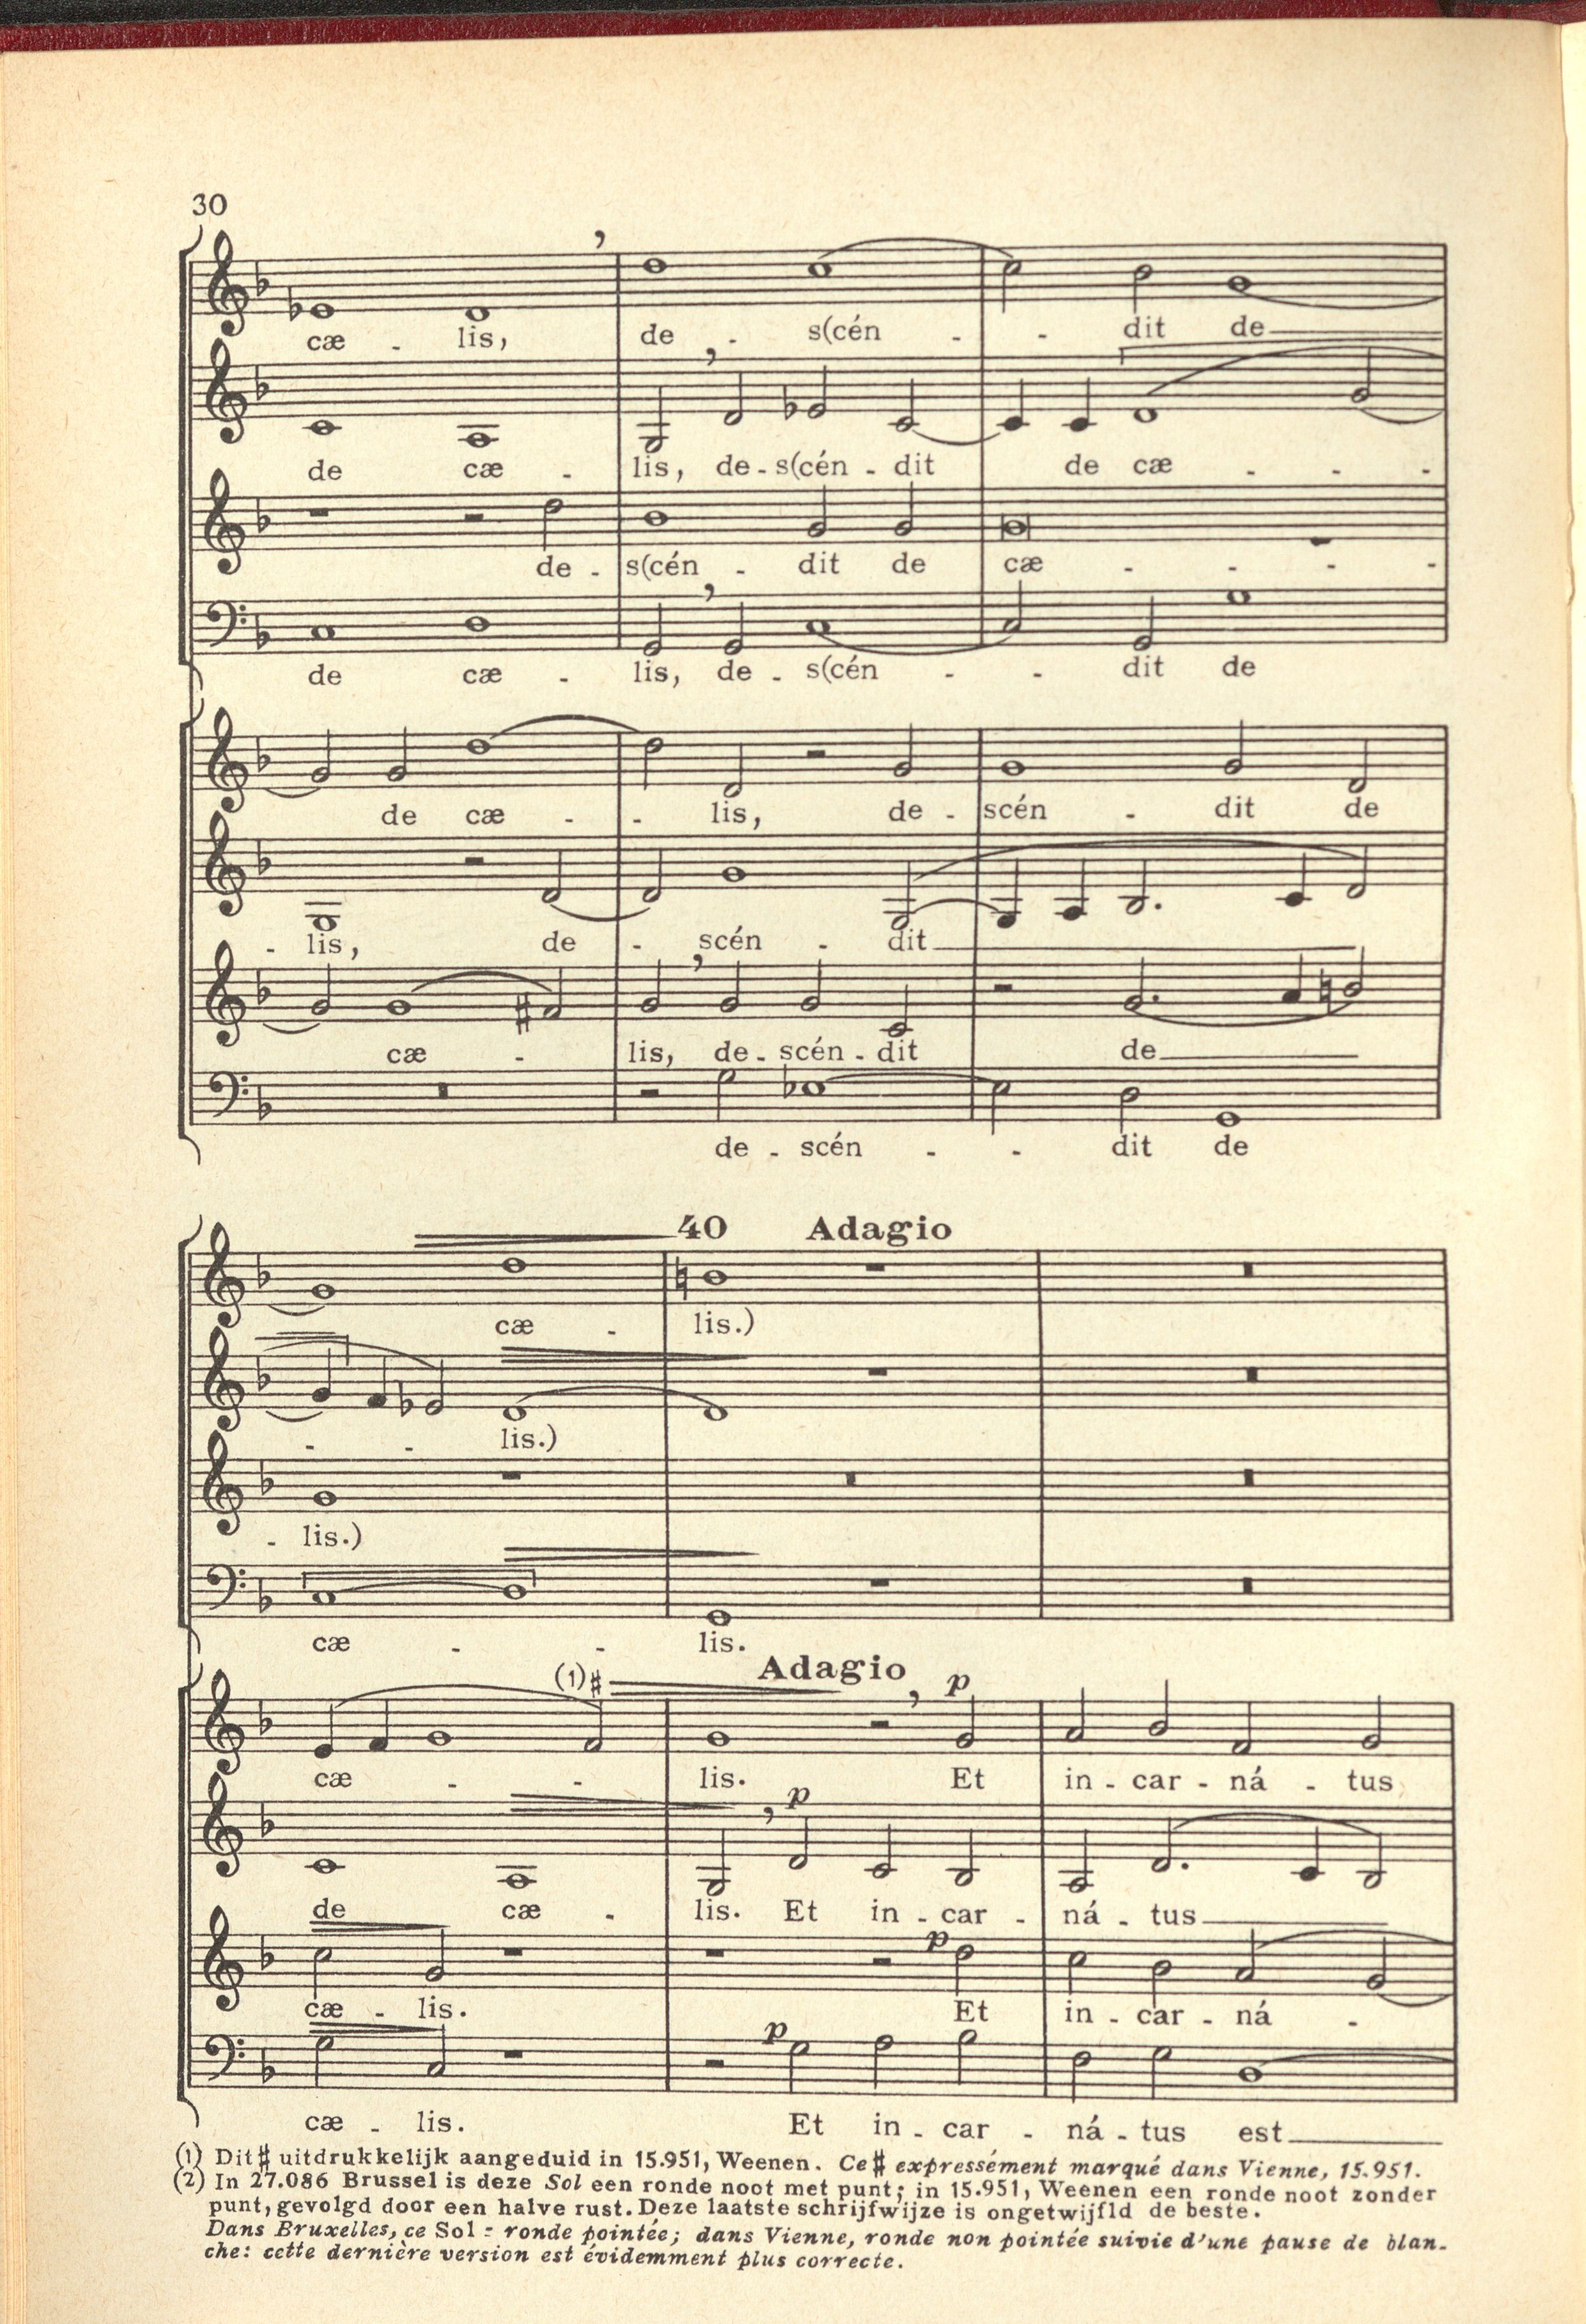 30
cæ - lis, de - s(cén - - dit de
de cæ - lis, de - s(cén - dit de cæ - - -
de - s(cén - dit de cæ - - - -
de cæ - lis, de - s(cén - - dit de
de cæ - - lis, de - scén - dit de
- lis, de - scén - dit
cæ - lis, de - scén - dit de
de - scén - - dit de
40 Adagio
cæ - lis.)
- - lis.)
- lis.)
cæ - - lis.
Adagio
(1)♯ p
cæ - - lis. Et in - car - ná - tus
p
de cæ - lis. Et in - car - ná - tus
p
cæ - lis. Et in - car - ná -
p
cæ - lis. Et in - car - ná - tus est
(1) Dit ♯ uitdrukkelijk aangeduid in 15.951, Weenen. Ce ♯ expressément marqué dans Vienne, 15.951.
(2) In 27.086 Brussel is deze Sol een ronde noot met punt; in 15.951, Weenen een ronde noot zonder
punt, gevolgd door een halve rust. Deze laatste schrijfwijze is ongetwijfld de beste.
Dans Bruxelles, ce Sol = ronde pointée; dans Vienne, ronde non pointée suivie d'une pause de blan-
che: cette dernière version est évidemment plus correcte.